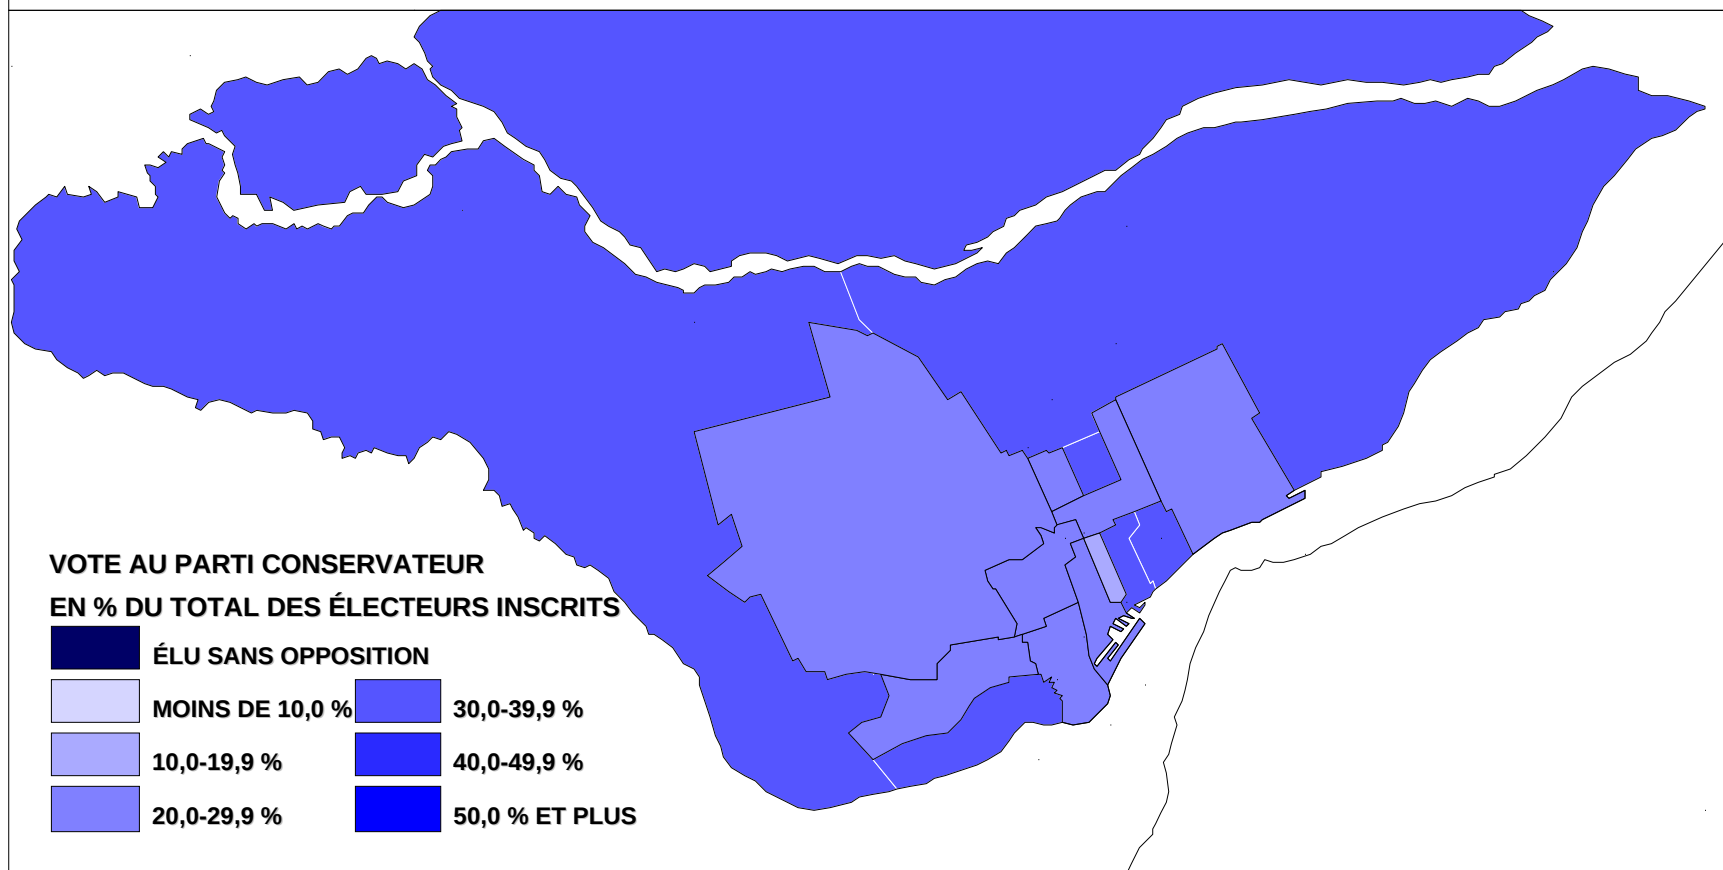 VOTE AU PARTI CONSERVATEUR
EN % DU TOTAL DES ÉLECTEURS INSCRITS
ÉLU SANS OPPOSITION
MOINS DE 10,0 %
10,0-19,9 %
20,0-29,9 %
30,0-39,9 %
40,0-49,9 %
50,0 % ET PLUS